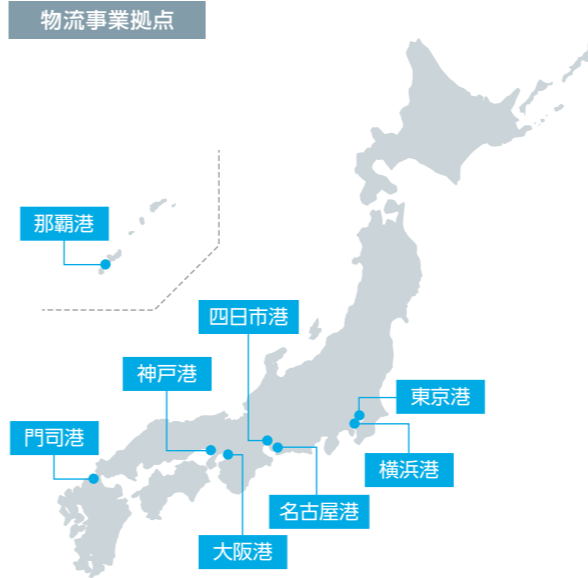 物流事業拠点
那覇港
四日市港
神戸港
東京港
門司港
横浜港
名古屋港
大阪港